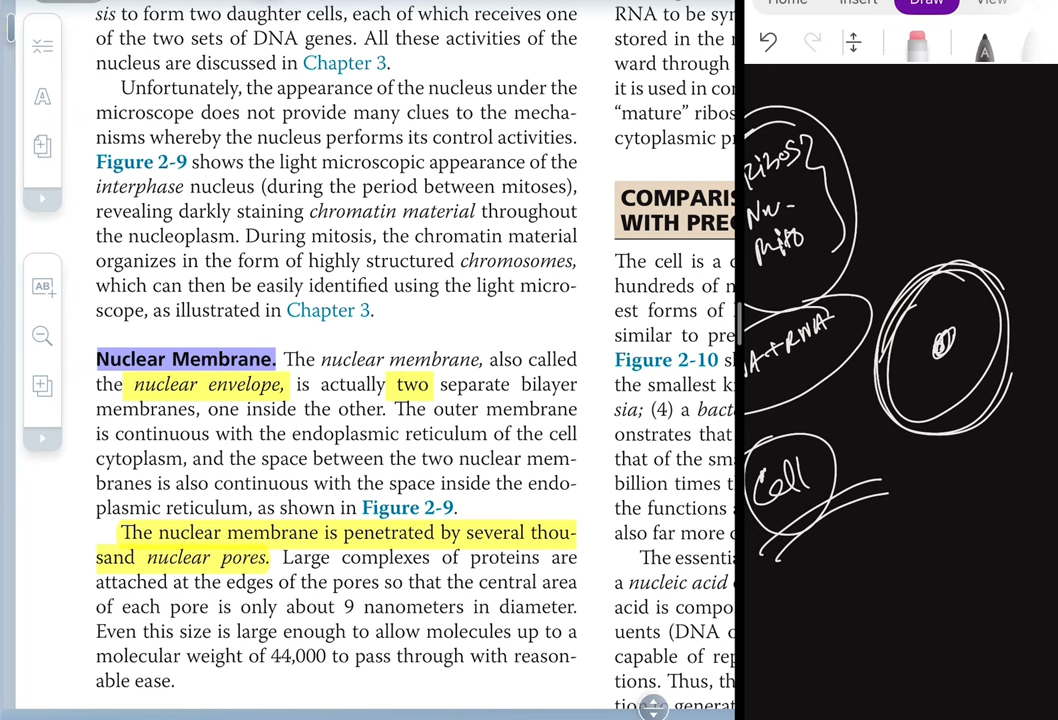 sis to form two daughter cells, each of which receives one
of the two sets of DNA genes. All these activities of the
nucleus are discussed in Chapter 3.
Unfortunately, the appearance of the nucleus under the
microscope does not provide many clues to the mecha-
nisms whereby the nucleus performs its control activities.
Figure 2-9 shows the light microscopic appearance of the
interphase nucleus (during the period between mitoses),
revealing darkly staining chromatin material throughout
the nucleoplasm. During mitosis, the chromatin material
organizes in the form of highly structured chromosomes,
which can then be easily identified using the light micro-
scope, as illustrated in Chapter 3.
Nuclear Membrane. The nuclear membrane, also called
the nuclear envelope, is actually two separate bilayer
membranes, one inside the other. The outer membrane
is continuous with the endoplasmic reticulum of the cell
cytoplasm, and the space between the two nuclear mem-
branes is also continuous with the space inside the endo-
plasmic reticulum, as shown in Figure 2-9.
The nuclear membrane is penetrated by several thou-
sand nuclear pores. Large complexes of proteins are
attached at the edges of the pores so that the central area
of each pore is only about 9 nanometers in diameter.
Even this size is large enough to allow molecules up to a
molecular weight of 44,000 to pass through with reason-
able ease.
RNA to be syn
stored in the
ward through
it is used in co
“mature” ribos
cytoplasmic p
COMPARIS
WITH PRE
The cell is a
hundreds of
est forms of
similar to pre
Figure 2-10 s
the smallest k
sia; (4) a bact
onstrates that
that of the sm
billion times t
the functions
also far more
The essenti
a nucleic acid
acid is compo
uents (DNA
capable of rep
tions. Thus, th
tio generat
Home Insert Draw View
A
Nu-
Mito
A+RNA
Cell
A
AB